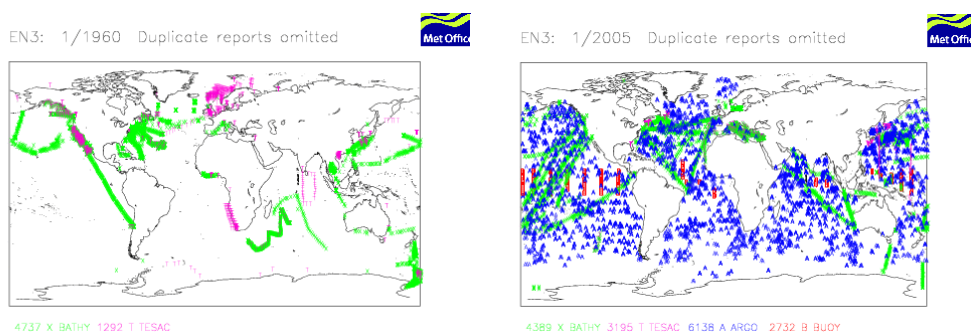 EN3: 1/1960 Duplicate reports omitted
Met Office
4737 X BATHY 1292 T TESAC
EN3: 1/2005 Duplicate reports omitted
Met Office
4389 X BATHY 3195 T TESAC 6138 A ARGO 2732 B BUOY